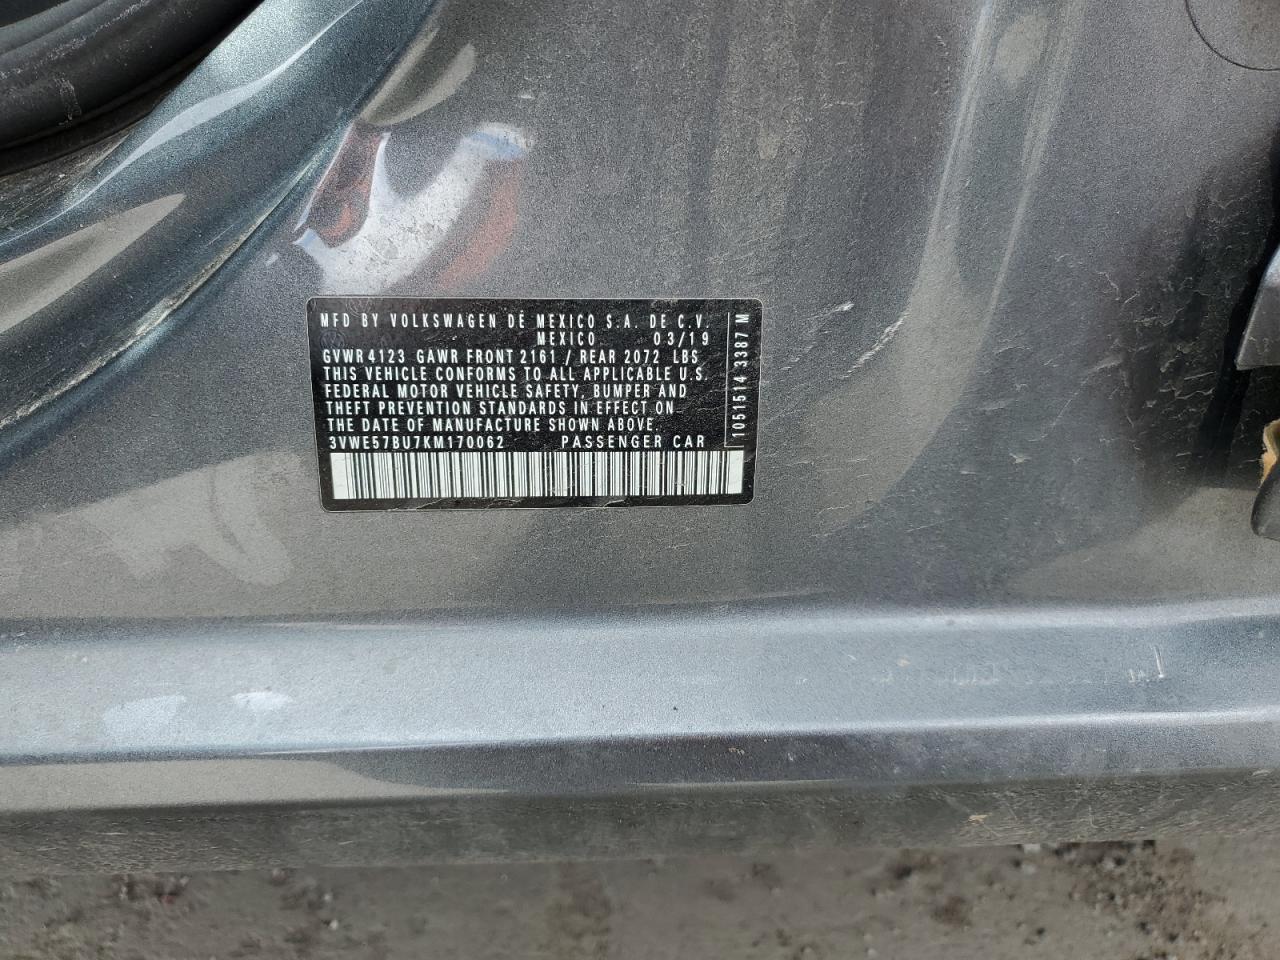 MFD BY VOLKSWAGEN DE MEXICO S.A. DE C.V.
MEXICO 03/19
GVWR 4123 GAWR FRONT 2161 / REAR 2072 LBS
THIS VEHICLE CONFORMS TO ALL APPLICABLE U.S.
FEDERAL MOTOR VEHICLE SAFETY, BUMPER AND
THEFT PREVENTION STANDARDS IN EFFECT ON
THE DATE OF MANUFACTURE SHOWN ABOVE.
3VWE57BU7KM170062 PASSENGER CAR
1051514 3387 M